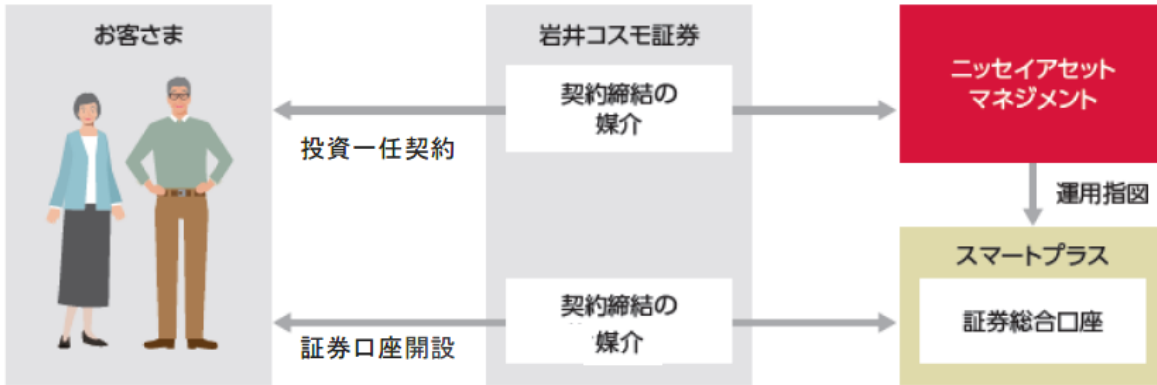 お客さま
岩井コスモ証券
契約締結の
媒介
ニッセイアセット
マネジメント
投資一任契約
運用指図
スマートプラス
証券総合口座
契約締結の
媒介
証券口座開設